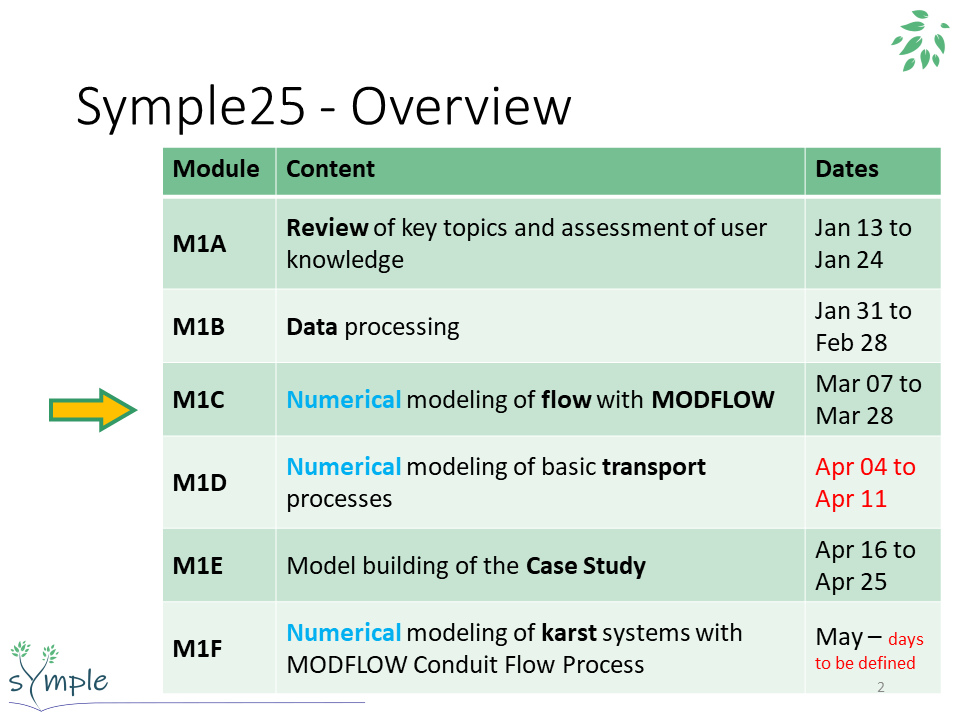 Symple25 - Overview
Module Content Dates
M1A
Review of key topics and assessment of user
knowledge
Jan 13 to
Jan 24
M1B
Data processing
Jan 31 to
Feb 28
M1C
Numerical modeling of flow with MODFLOW
Mar 07 to
Mar 28
M1D
Numerical modeling of basic transport
processes
Apr 04 to
Apr 11
M1E
Model building of the Case Study
Apr 16 to
Apr 25
M1F
Numerical modeling of karst systems with
MODFLOW Conduit Flow Process
May – days
to be defined
symple
2